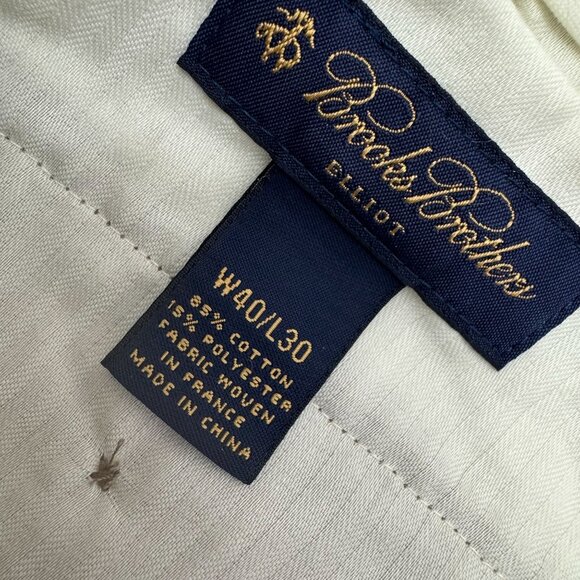 Brooks Brothers
ELLIOT
W40/L30
85% COTTON
15% POLYESTER
FABRIC WOVEN
IN FRANCE
MADE IN CHINA